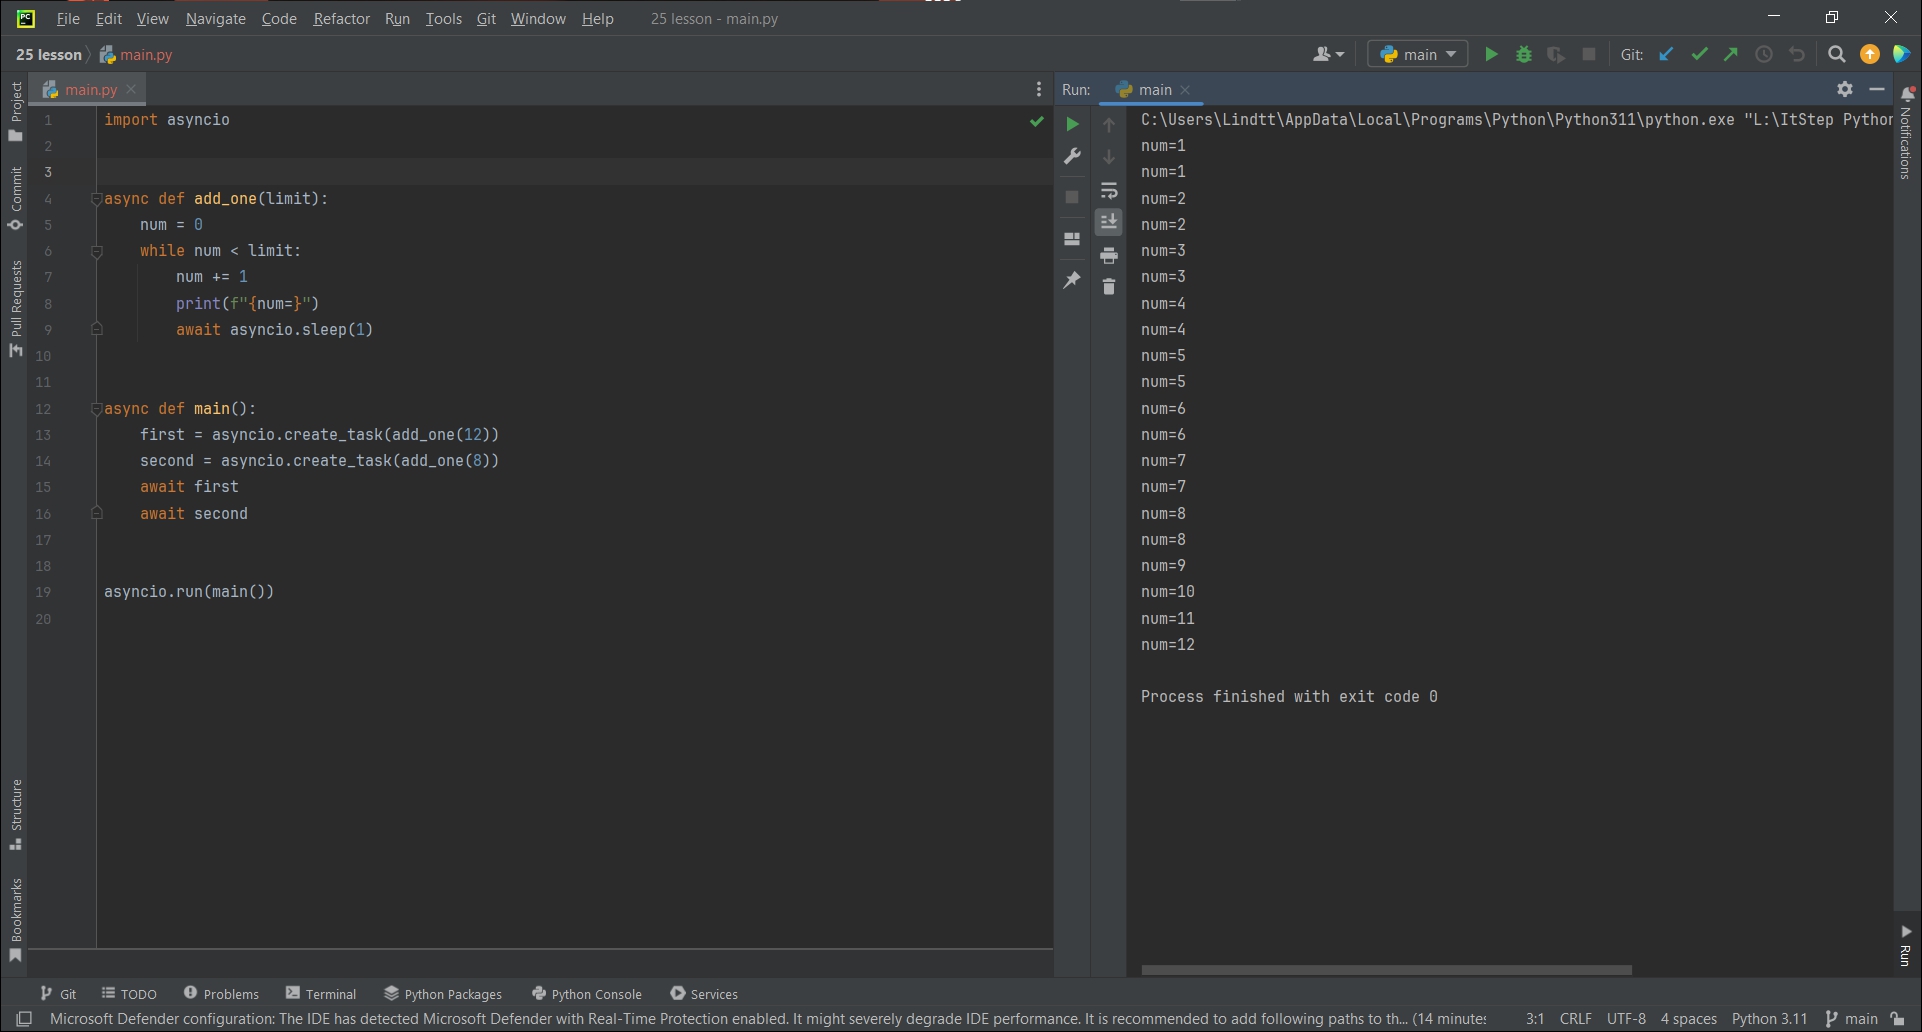 File Edit View Navigate Code Refactor Run Tools Git Window Help 25 lesson - main.py
25 lesson main.py main Git:
main.py Run: main
Project
Commit
Pull Requests
Structure
Bookmarks
1 import asyncio
2
3
4 async def add_one(limit):
5 num = 0
6 while num < limit:
7 num += 1
8 print(f"{num=}")
9 await asyncio.sleep(1)
10
11
12 async def main():
13 first = asyncio.create_task(add_one(12))
14 second = asyncio.create_task(add_one(8))
15 await first
16 await second
17
18
19 asyncio.run(main())
20
C:\Users\Lindtt\AppData\Local\Programs\Python\Python311\python.exe "L:\ItStep Python
num=1
num=1
num=2
num=2
num=3
num=3
num=4
num=4
num=5
num=5
num=6
num=6
num=7
num=7
num=8
num=8
num=9
num=10
num=11
num=12
Process finished with exit code 0
Notifications
Run
Git TODO Problems Terminal Python Packages Python Console Services
Microsoft Defender configuration: The IDE has detected Microsoft Defender with Real-Time Protection enabled. It might severely degrade IDE performance. It is recommended to add following paths to th... (14 minutes 3:1 CRLF UTF-8 4 spaces Python 3.11 main